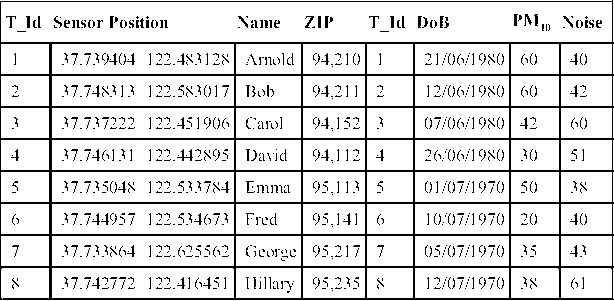 T_Id Sensor Position Name ZIP T_Id DoB PM10 Noise
1 37.739404 122.483128 Arnold 94,210 1 21/06/1980 60 40
2 37.748313 122.583017 Bob 94,211 2 12/06/1980 60 42
3 37.737222 122.451906 Carol 94,152 3 07/06/1980 42 60
4 37.746131 122.442895 David 94,112 4 26/06/1980 30 51
5 37.735048 122.533784 Emma 95,113 5 01/07/1970 50 38
6 37.744957 122.534673 Fred 95,141 6 10/07/1970 20 40
7 37.733864 122.625562 George 95,217 7 05/07/1970 35 43
8 37.742772 122.416451 Hillary 95,235 8 12/07/1970 38 61